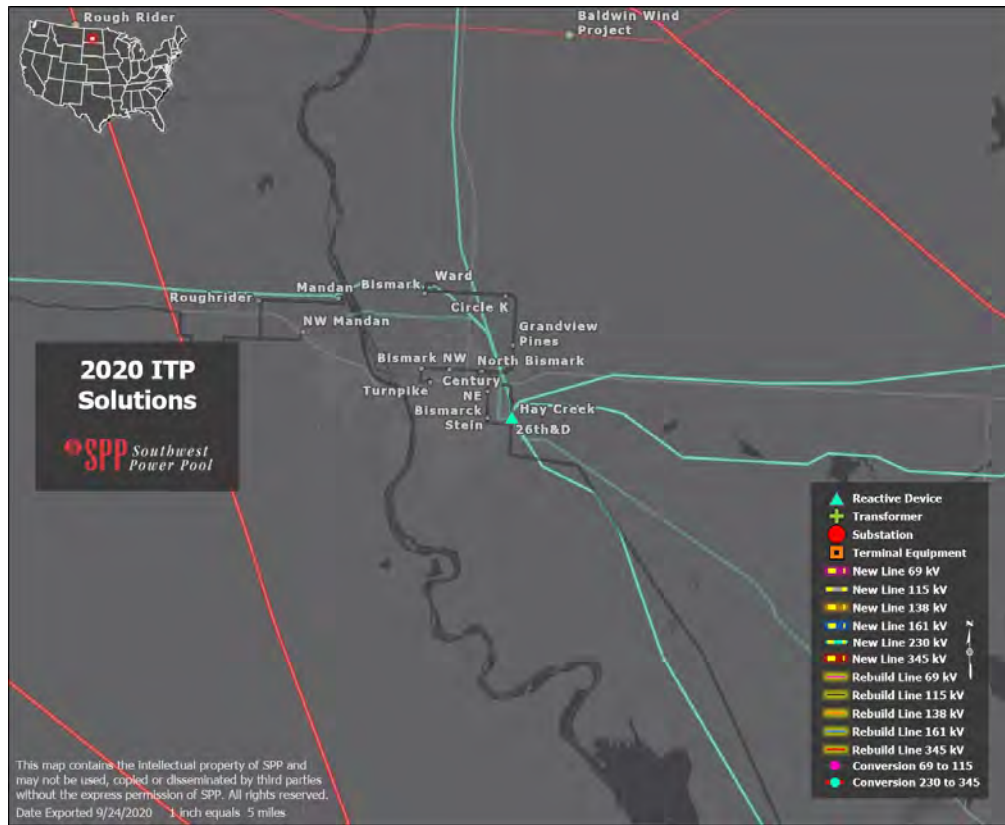 Rough Rider
Baldwin Wind
Project
Mandan
Bismark
Ward
Roughrider
Circle K
NW Mandan
Grandview
Pines
Bismark NW
North Bismark
Turnpike
Century
NE
Bismarck
Stein
Hay Creek
26th&D
2020 ITP
Solutions
SPP Southwest
Power Pool
Reactive Device
Transformer
Substation
Terminal Equipment
New Line 69 kV
New Line 115 kV
New Line 138 kV
New Line 161 kV
New Line 230 kV
New Line 345 kV
Rebuild Line 69 kV
Rebuild Line 115 kV
Rebuild Line 138 kV
Rebuild Line 161 kV
Rebuild Line 345 kV
Conversion 69 to 115
Conversion 230 to 345
N
This map contains the intellectual property of SPP and
may not be used, copied or disseminated by third parties
without the express permission of SPP. All rights reserved.
Date Exported 9/24/2020 1 inch equals 5 miles